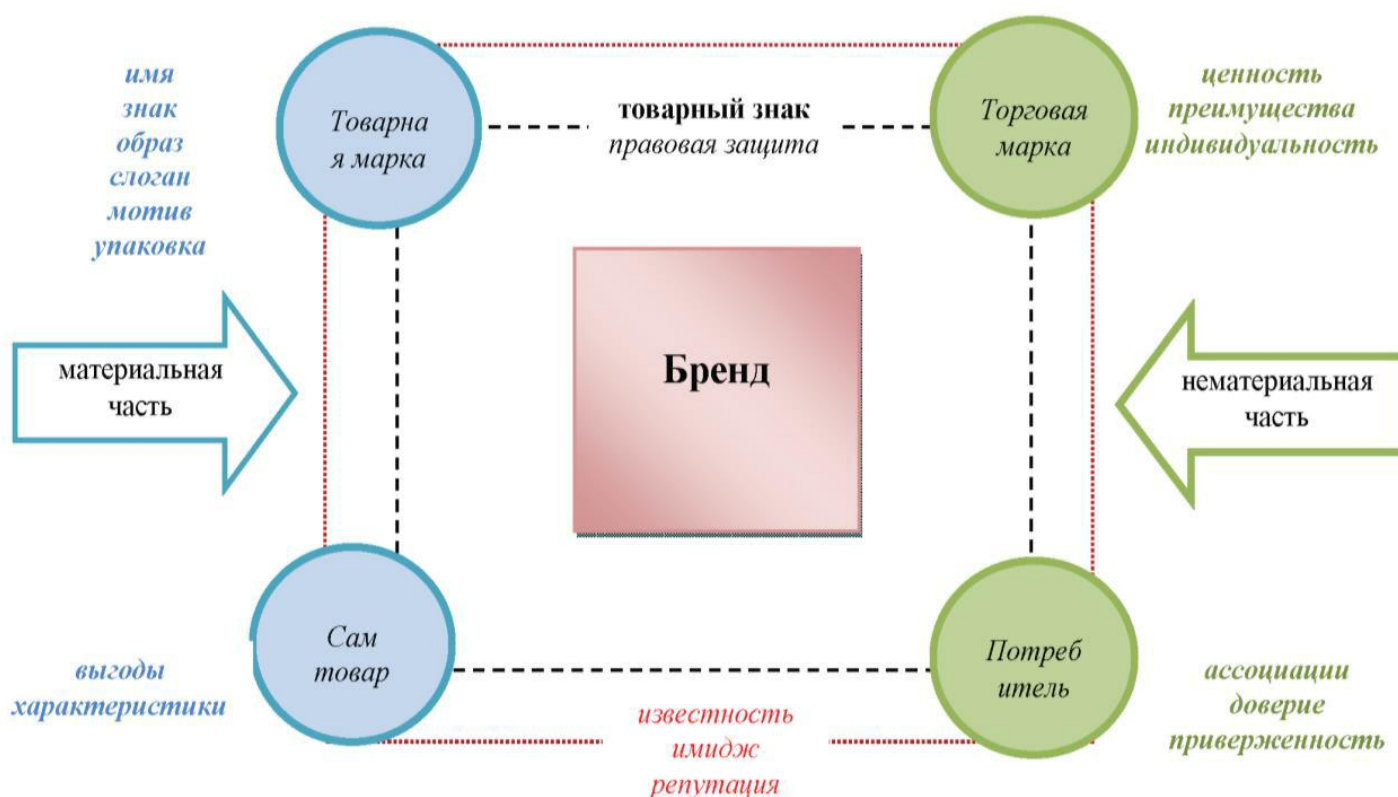 имя
знак
образ
слоган
мотив
упаковка
Товарна
я марка
товарный знак
правовая защита
Торговая
марка
ценность
преимущества
индивидуальность
материальная
часть
Бренд
нематериальная
часть
выгоды
характеристики
Сам
товар
известность
имидж
репутация
Потреб
итель
ассоциации
доверие
приверженность